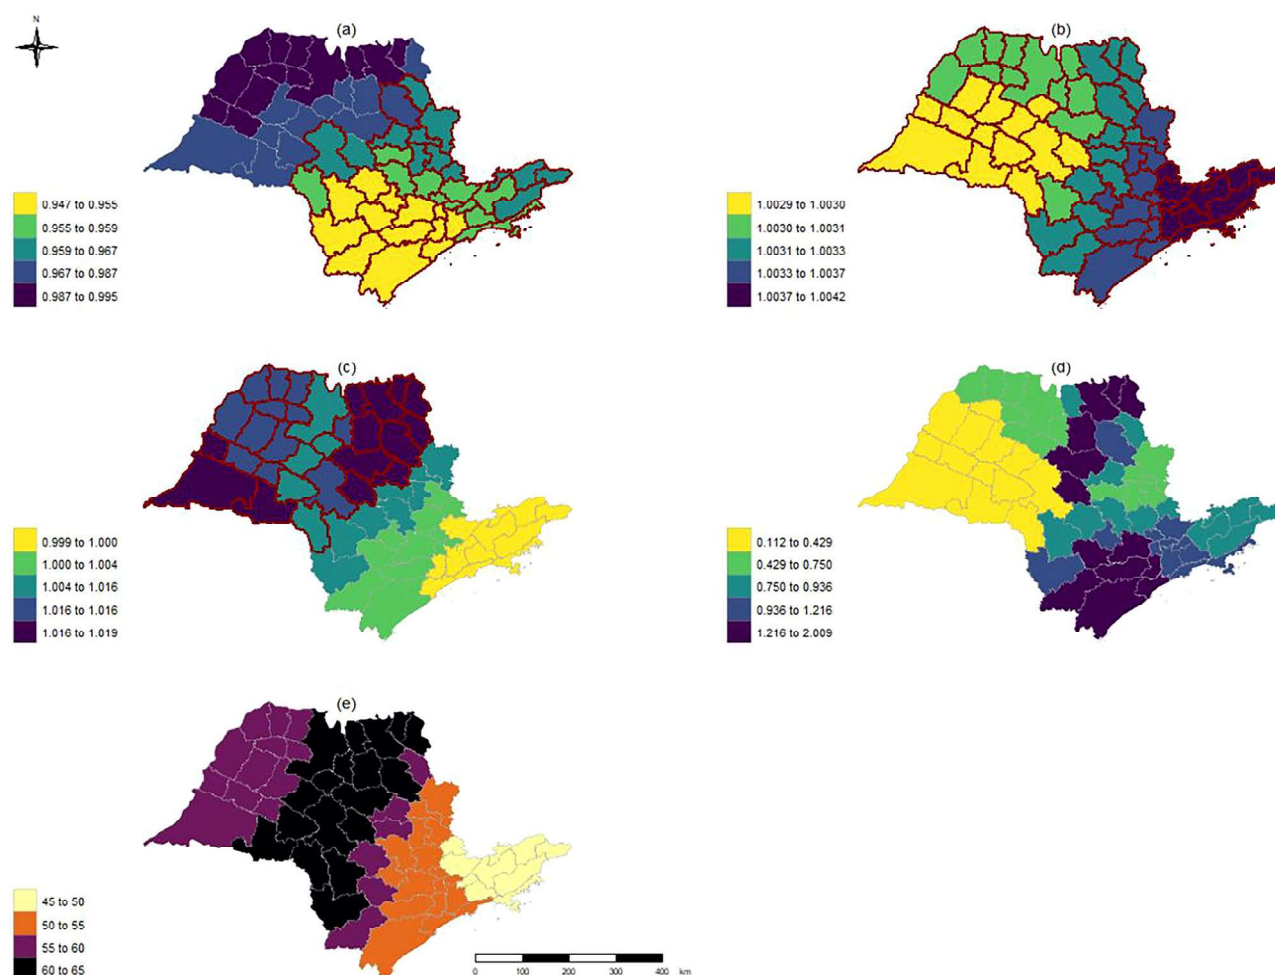 N
(a)
(b)
0.947 to 0.955
0.955 to 0.959
0.959 to 0.967
0.967 to 0.987
0.987 to 0.995
1.0029 to 1.0030
1.0030 to 1.0031
1.0031 to 1.0033
1.0033 to 1.0037
1.0037 to 1.0042
(c)
(d)
0.999 to 1.000
1.000 to 1.004
1.004 to 1.016
1.016 to 1.016
1.016 to 1.019
0.112 to 0.429
0.429 to 0.750
0.750 to 0.936
0.936 to 1.216
1.216 to 2.009
(e)
45 to 50
50 to 55
55 to 60
60 to 65
0 100 200 300 400 km